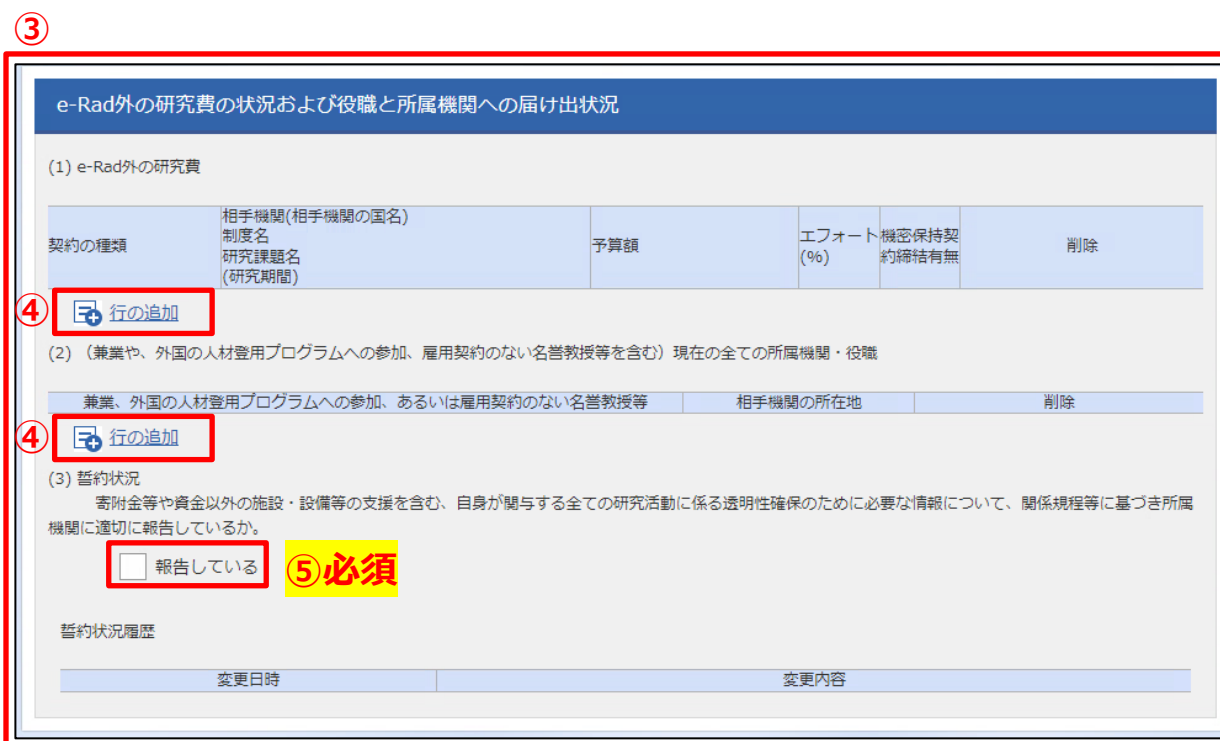 ③
e-Rad外の研究費の状況および役職と所属機関への届け出状況
(1) e-Rad外の研究費
契約の種類
相手機関(相手機関の国名)
制度名
研究課題名
(研究期間)
予算額
エフォート
(%)
機密保持契
約締結有無
削除
④ 行の追加
(2) （兼業や、外国の人材登用プログラムへの参加、雇用契約のない名誉教授等を含む）現在の全ての所属機関・役職
兼業、外国の人材登用プログラムへの参加、あるいは雇用契約のない名誉教授等 相手機関の所在地 削除
④ 行の追加
(3) 誓約状況
寄附金等や資金以外の施設・設備等の支援を含む、自身が関与する全ての研究活動に係る透明性確保のために必要な情報について、関係規程等に基づき所属
機関に適切に報告しているか。
報告している ⑤必須
誓約状況履歴
変更日時 変更内容